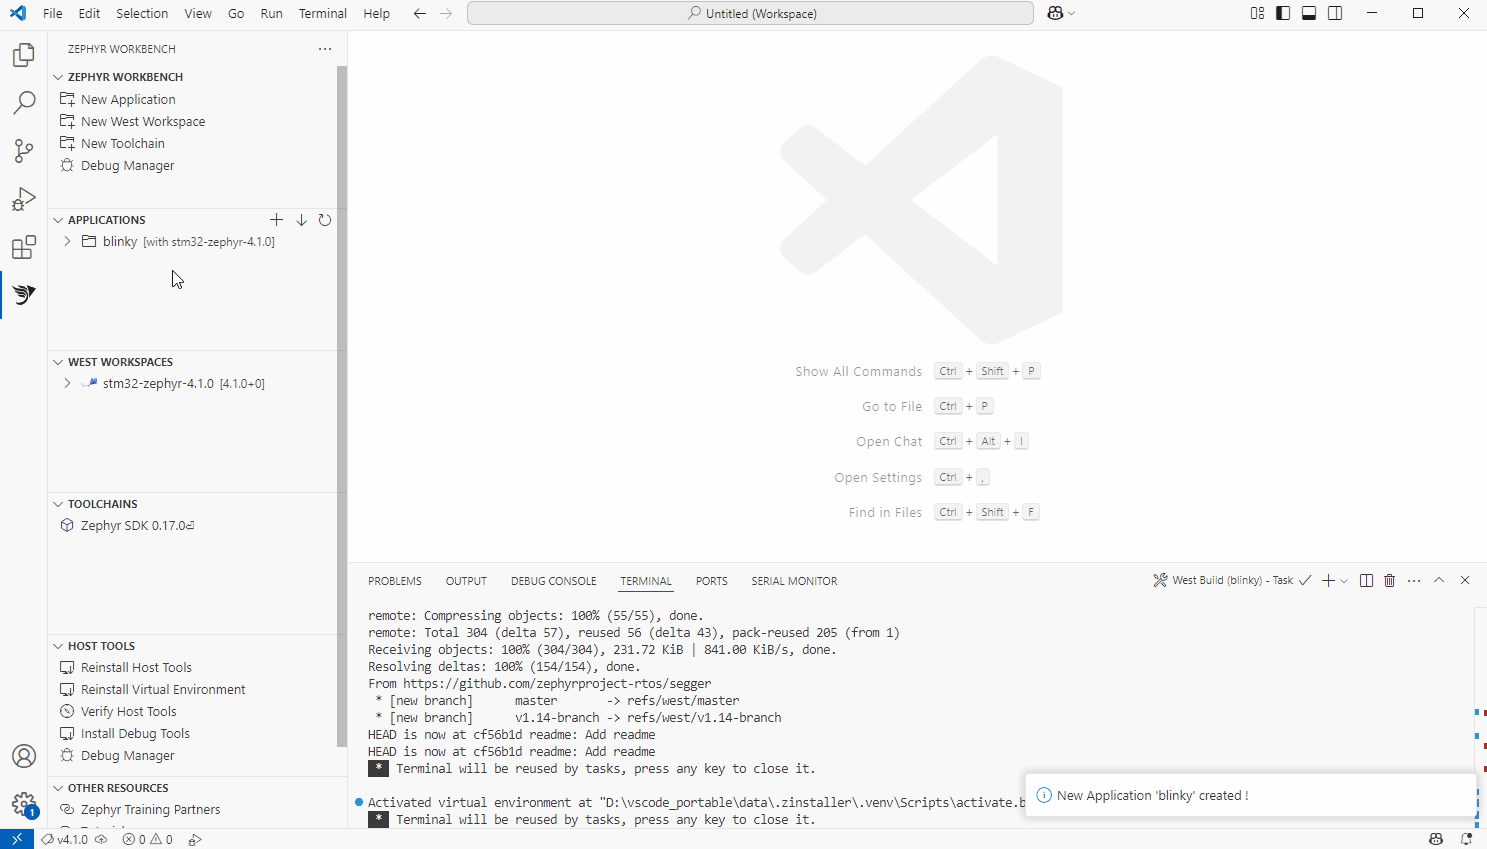 File Edit Selection View Go Run Terminal Help Untitled (Workspace)
ZEPHYR WORKBENCH
ZEPHYR WORKBENCH
New Application
New West Workspace
New Toolchain
Debug Manager
APPLICATIONS
blinky [with stm32-zephyr-4.1.0]
WEST WORKSPACES
stm32-zephyr-4.1.0 [4.1.0+0]
TOOLCHAINS
Zephyr SDK 0.17.0
HOST TOOLS
Reinstall Host Tools
Reinstall Virtual Environment
Verify Host Tools
Install Debug Tools
Debug Manager
OTHER RESOURCES
Zephyr Training Partners
Show All Commands Ctrl + Shift + P
Go to File Ctrl + P
Open Chat Ctrl + Alt + I
Open Settings Ctrl + ,
Find in Files Ctrl + Shift + F
PROBLEMS OUTPUT DEBUG CONSOLE TERMINAL PORTS SERIAL MONITOR West Build (blinky) - Task
remote: Compressing objects: 100% (55/55), done.
remote: Total 304 (delta 57), reused 56 (delta 43), pack-reused 205 (from 1)
Receiving objects: 100% (304/304), 231.72 KiB | 841.00 KiB/s, done.
Resolving deltas: 100% (154/154), done.
From https://github.com/zephyrproject-rtos/segger
* [new branch] master -> refs/west/master
* [new branch] v1.14-branch -> refs/west/v1.14-branch
HEAD is now at cf56b1d readme: Add readme
HEAD is now at cf56b1d readme: Add readme
* Terminal will be reused by tasks, press any key to close it.
Activated virtual environment at "D:\vscode_portable\data\.zinstaller\.venv\Scripts\activate.b
* Terminal will be reused by tasks, press any key to close it.
New Application 'blinky' created !
1
v4.1.0 0 0